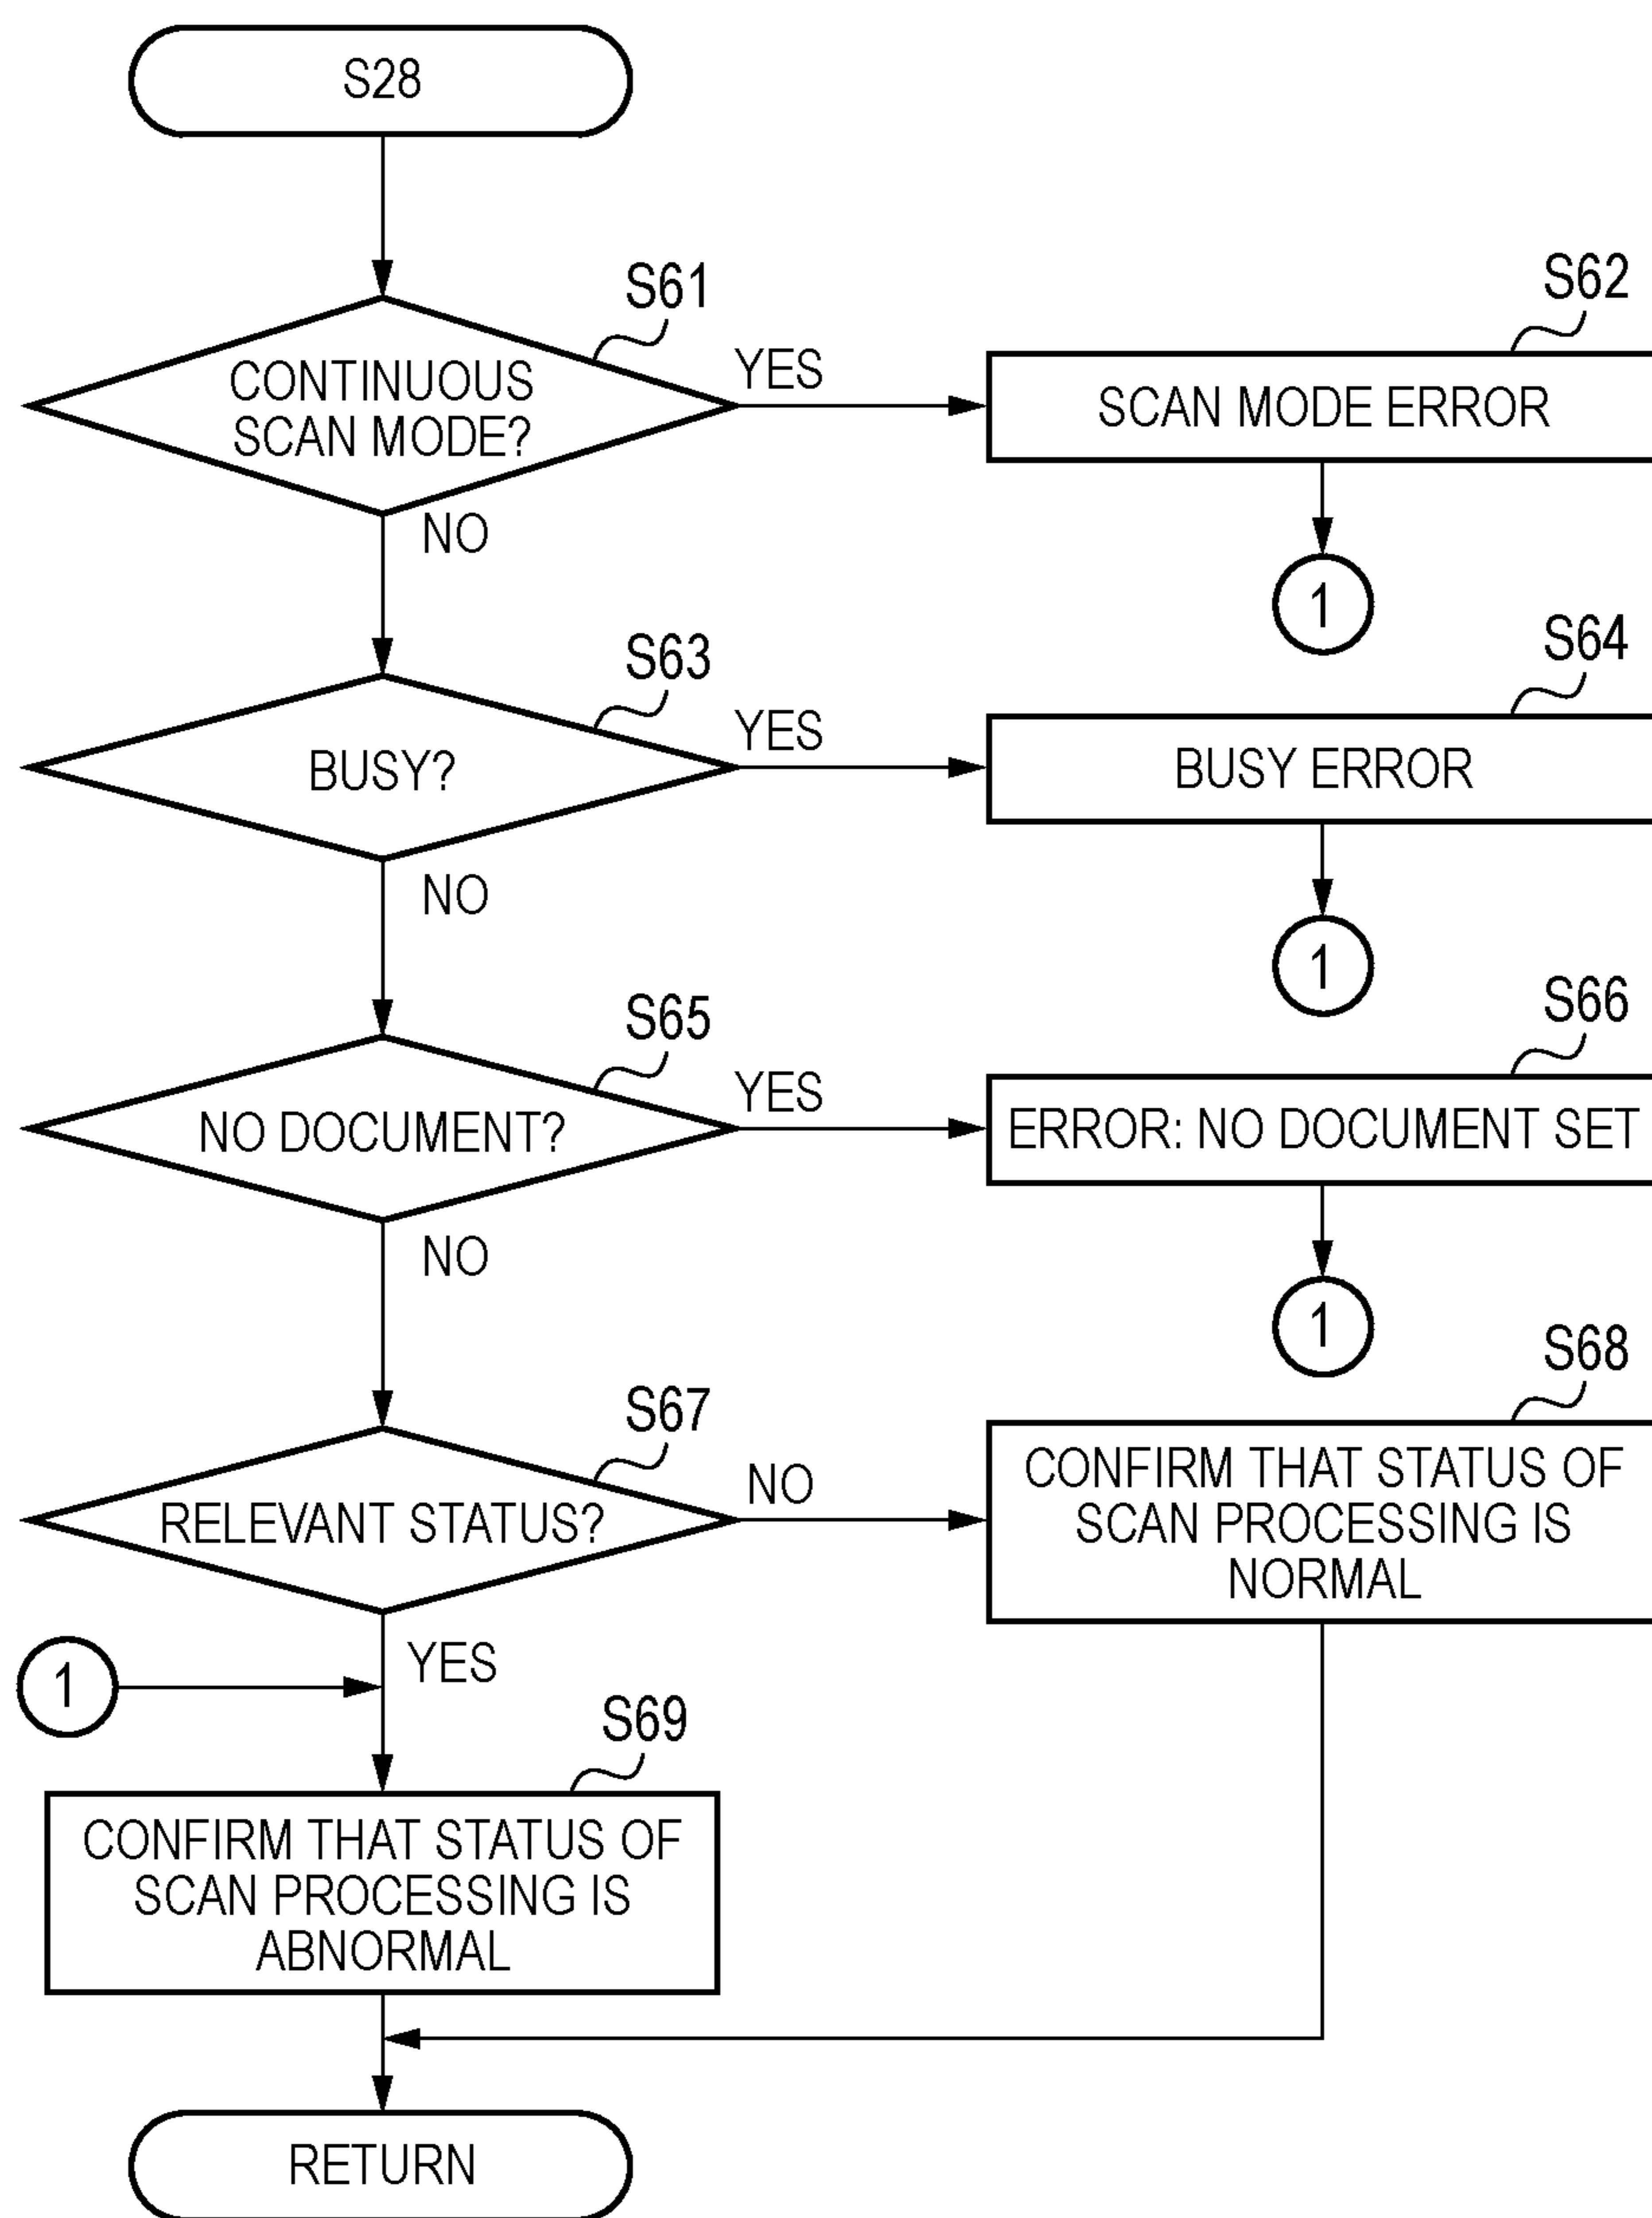 S28
S61
CONTINUOUS
SCAN MODE?
YES
S62
SCAN MODE ERROR
1
NO
S63
BUSY?
YES
S64
BUSY ERROR
1
NO
S65
NO DOCUMENT?
YES
S66
ERROR: NO DOCUMENT SET
1
NO
S67
RELEVANT STATUS?
NO
S68
CONFIRM THAT STATUS OF
SCAN PROCESSING IS
NORMAL
YES
1
S69
CONFIRM THAT STATUS OF
SCAN PROCESSING IS
ABNORMAL
RETURN